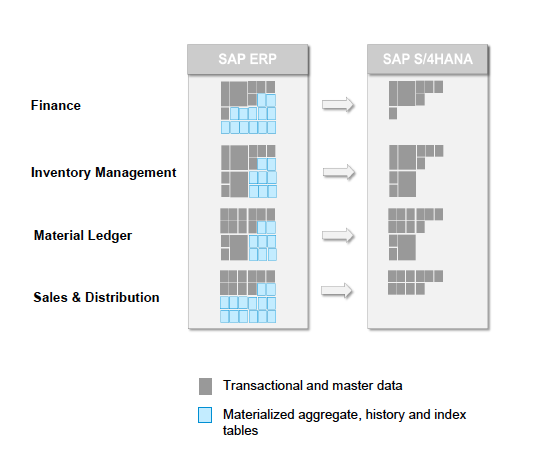 SAP ERP
SAP S/4HANA
Finance
Inventory Management
Material Ledger
Sales & Distribution
Transactional and master data
Materialized aggregate, history and index
tables